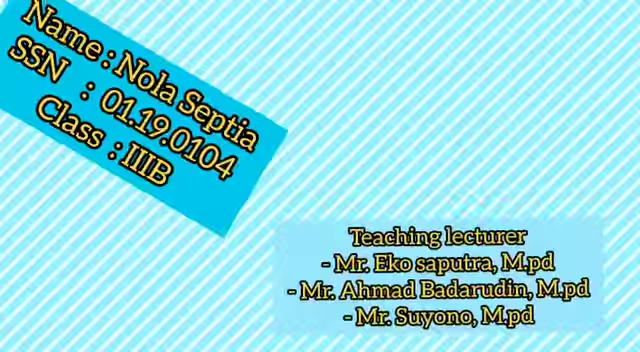 Name : Nola Septia
SSN : 01.19.0104
Class : IIIB
Teaching lecturer
- Mr. Eko saputra, M.pd
- Mr. Ahmad Badarudin, M.pd
- Mr. Suyono, M.pd